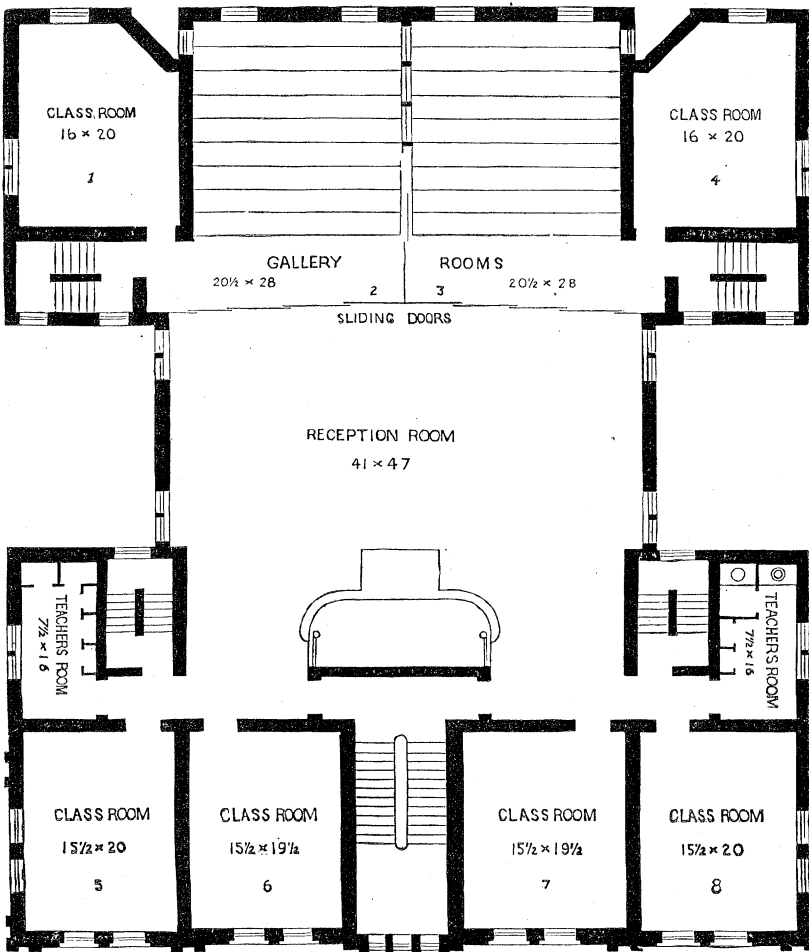 CLASS ROOM
16 × 20
1
CLASS ROOM
16 × 20
4
GALLERY ROOMS
20½ × 28
2
3
20½ × 28
SLIDING DOORS
RECEPTION ROOM
41 × 47
TEACHERS ROOM
7½ × 16
TEACHERS ROOM
7½ × 16
CLASS ROOM
15½ × 20
5
CLASS ROOM
15½ × 19½
6
CLASS ROOM
15½ × 19½
7
CLASS ROOM
15½ × 20
8